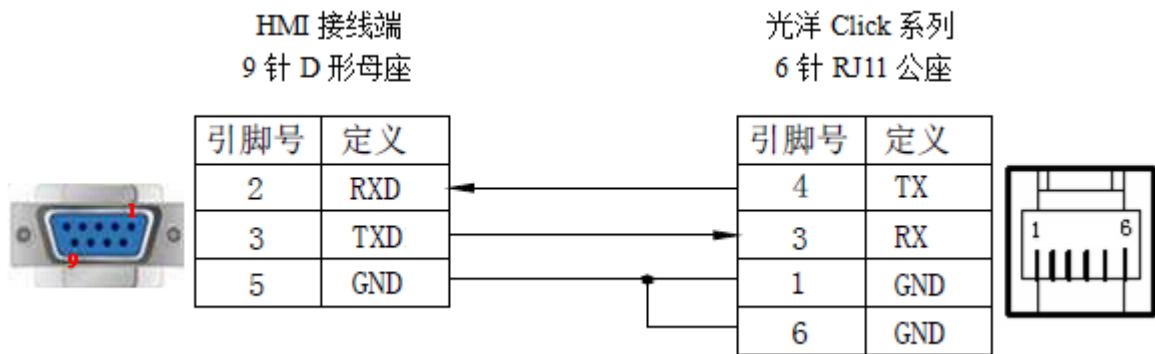 HMI 接线端
9 针 D 形母座
光洋 Click 系列
6 针 RJ11 公座
引脚号 定义
2 RXD
3 TXD
5 GND
引脚号 定义
4 TX
3 RX
1 GND
6 GND
1
9
1 6